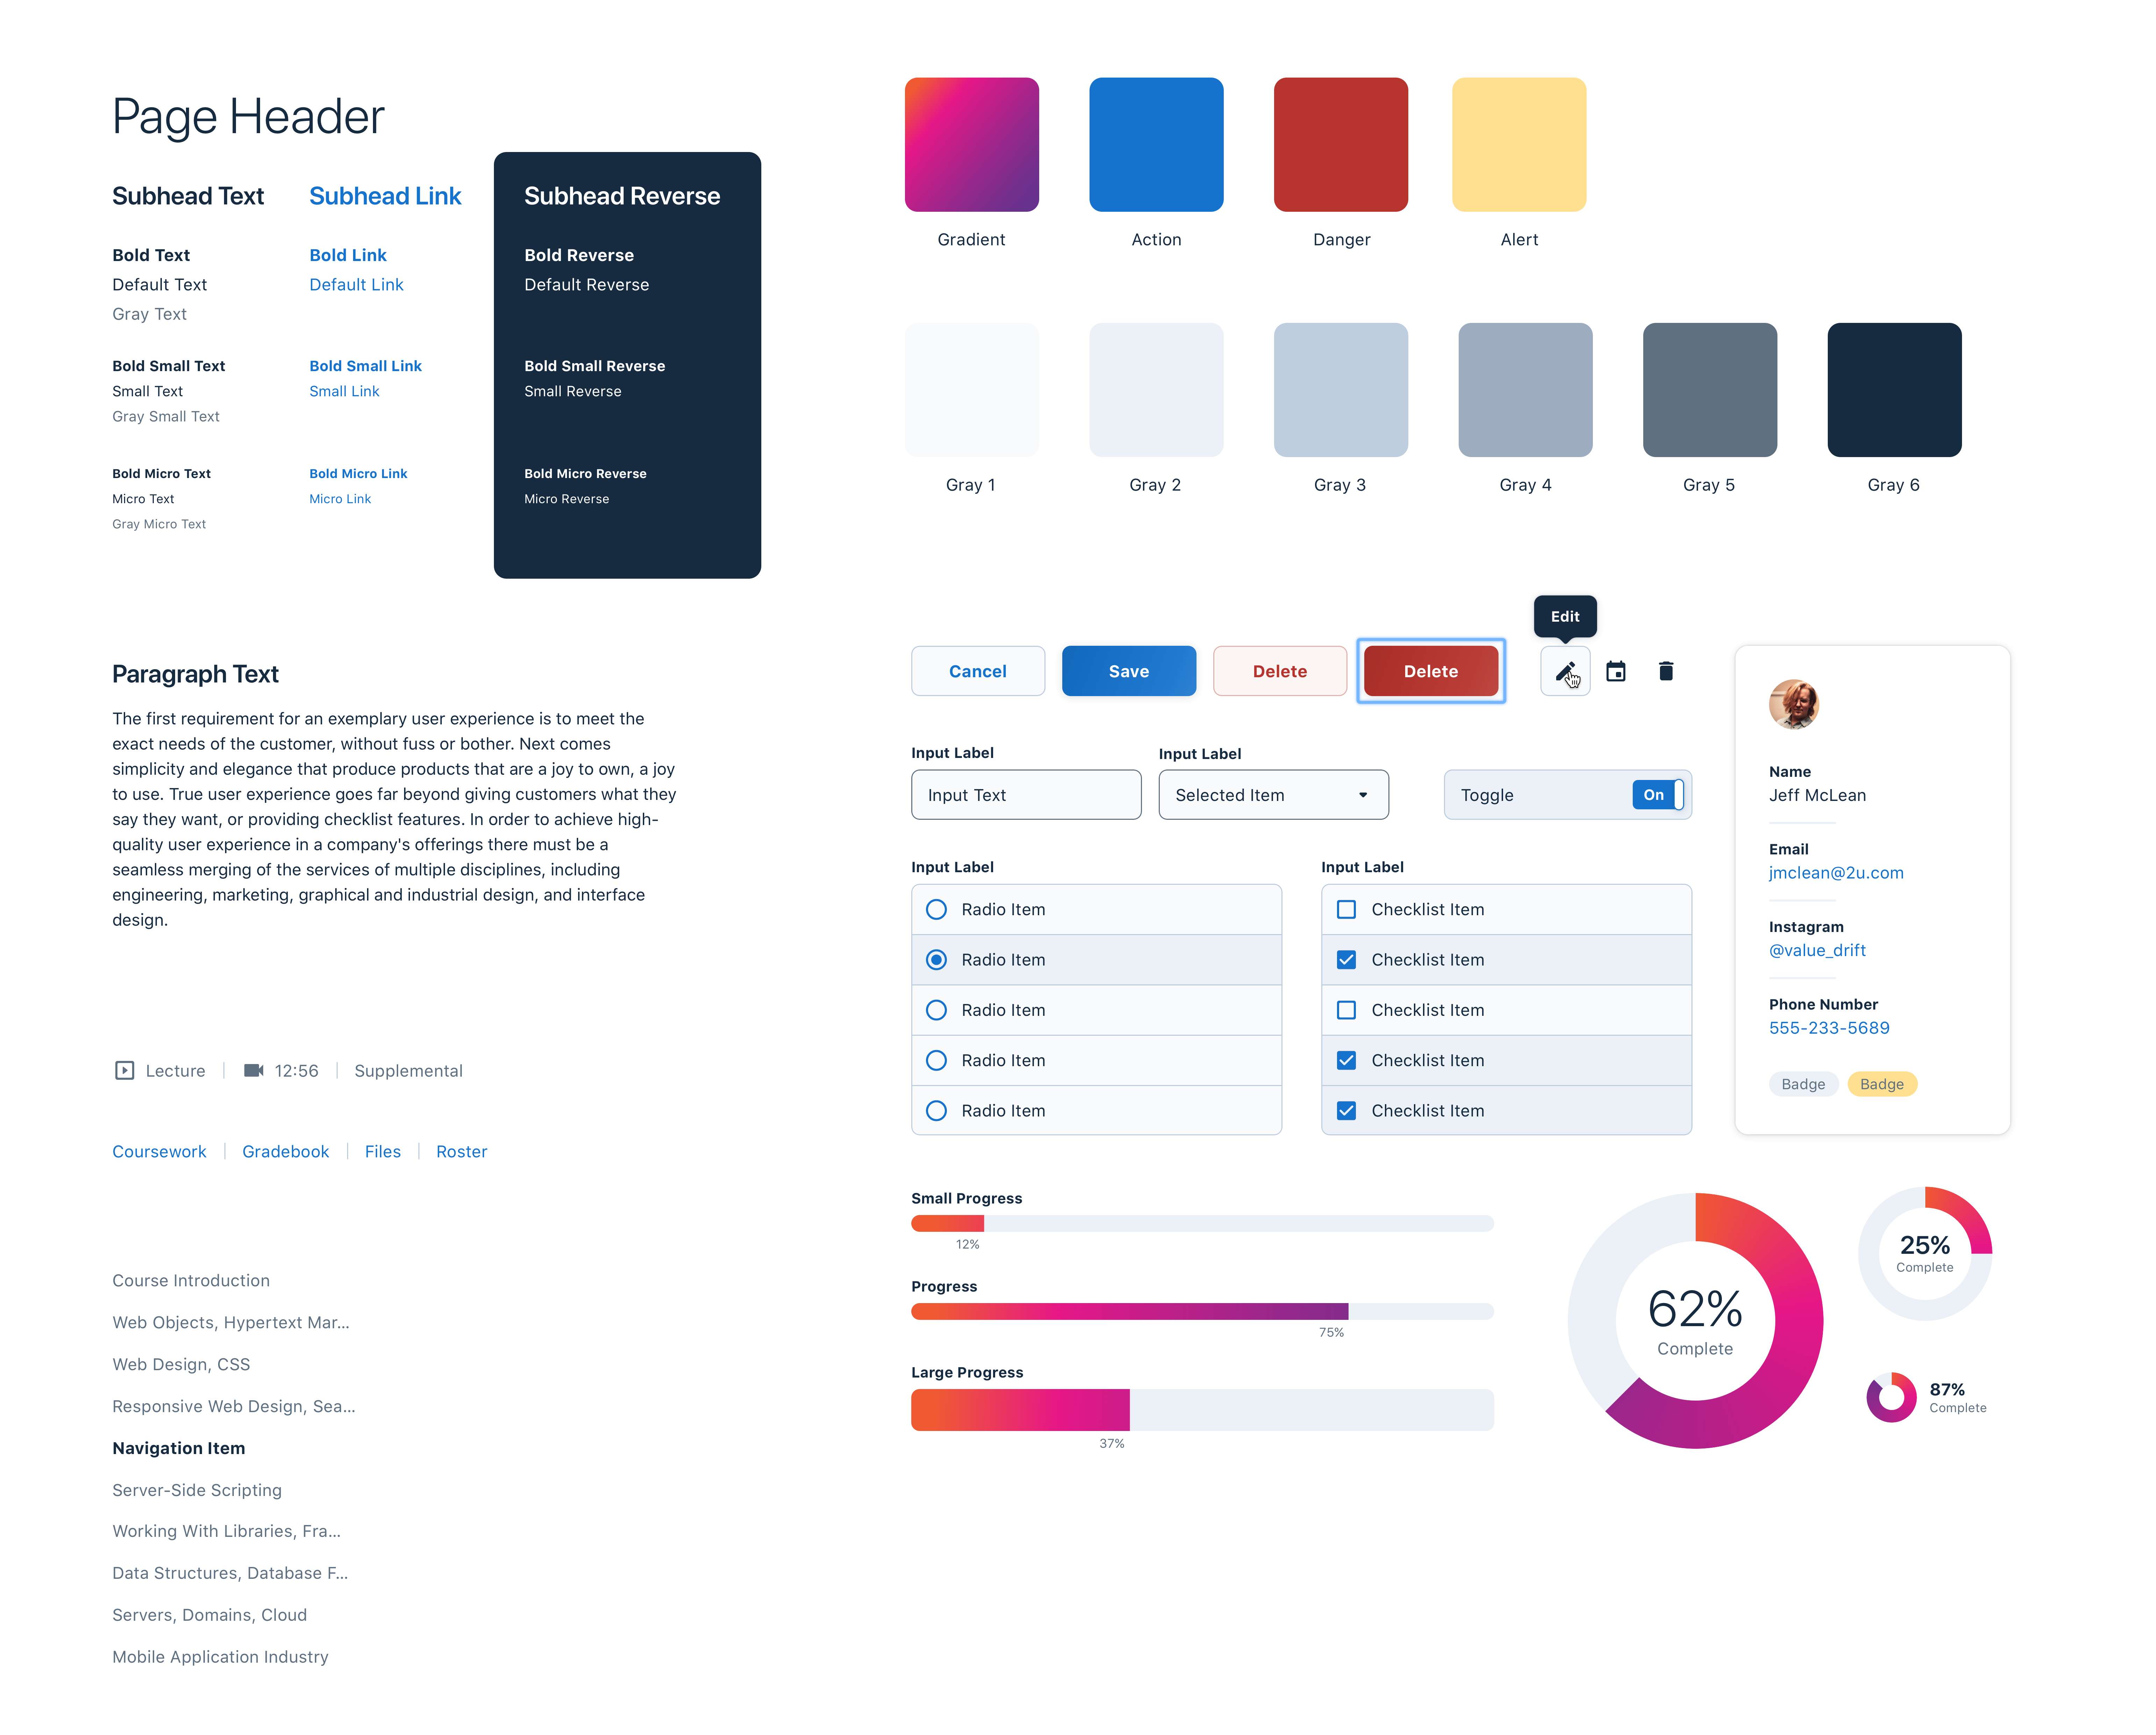 Page Header
Subhead Text
Subhead Link
Subhead Reverse
Bold Text
Bold Link
Bold Reverse
Default Text
Default Link
Default Reverse
Gray Text
Bold Small Text
Bold Small Link
Bold Small Reverse
Small Text
Small Link
Small Reverse
Gray Small Text
Bold Micro Text
Bold Micro Link
Bold Micro Reverse
Micro Text
Micro Link
Micro Reverse
Gray Micro Text
Gradient
Action
Danger
Alert
Gray 1
Gray 2
Gray 3
Gray 4
Gray 5
Gray 6
Paragraph Text
The first requirement for an exemplary user experience is to meet the
exact needs of the customer, without fuss or bother. Next comes
simplicity and elegance that produce products that are a joy to own, a joy
to use. True user experience goes far beyond giving customers what they
say they want, or providing checklist features. In order to achieve high-
quality user experience in a company's offerings there must be a
seamless merging of the services of multiple disciplines, including
engineering, marketing, graphical and industrial design, and interface
design.
Lecture
12:56
Supplemental
Coursework
Gradebook
Files
Roster
Course Introduction
Web Objects, Hypertext Mar...
Web Design, CSS
Responsive Web Design, Sea...
Navigation Item
Server-Side Scripting
Working With Libraries, Fra...
Data Structures, Database F...
Servers, Domains, Cloud
Mobile Application Industry
Edit
Cancel
Save
Delete
Delete
Input Label
Input Text
Input Label
Selected Item
Toggle
On
Input Label
Radio Item
Radio Item
Radio Item
Radio Item
Radio Item
Input Label
Checklist Item
Checklist Item
Checklist Item
Checklist Item
Checklist Item
Name
Jeff McLean
Email
jmclean@2u.com
Instagram
@value_drift
Phone Number
555-233-5689
Badge
Badge
Small Progress
12%
Progress
75%
Large Progress
37%
62%
Complete
25%
Complete
87%
Complete